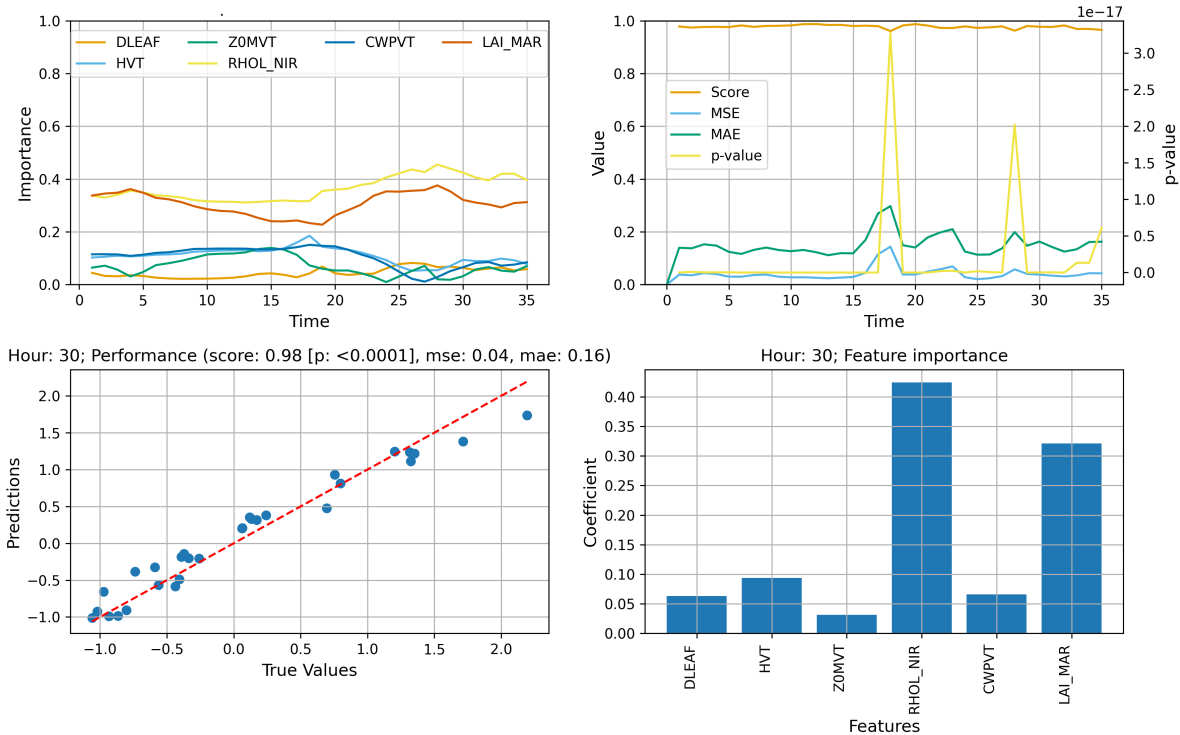 1.0
0.8
0.6
0.4
0.2
0.0
Importance
DLEAF Z0MVT CWPVT LAI_MAR
HVT RHOL_NIR
0 5 10 15 20 25 30 35
Time
1e−17
1.0
0.8
0.6
0.4
0.2
0.0
Value
Score
MSE
MAE
p-value
3.0
2.5
2.0
1.5
1.0
0.5
0.0
p-value
0 5 10 15 20 25 30 35
Time
Hour: 30; Performance (score: 0.98 [p: <0.0001], mse: 0.04, mae: 0.16)
2.0
1.5
1.0
0.5
0.0
−0.5
−1.0
Predictions
−1.0 −0.5 0.0 0.5 1.0 1.5 2.0
True Values
Hour: 30; Feature importance
0.40
0.35
0.30
0.25
0.20
0.15
0.10
0.05
0.00
Coefficient
DLEAF
HVT
Z0MVT
RHOL_NIR
CWPVT
LAI_MAR
Features